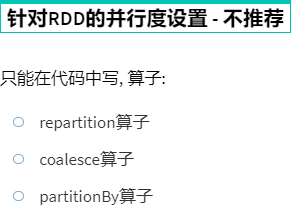 针对RDD的并行度设置 - 不推荐
只能在代码中写, 算子:
repartition算子
coalesce算子
partitionBy算子